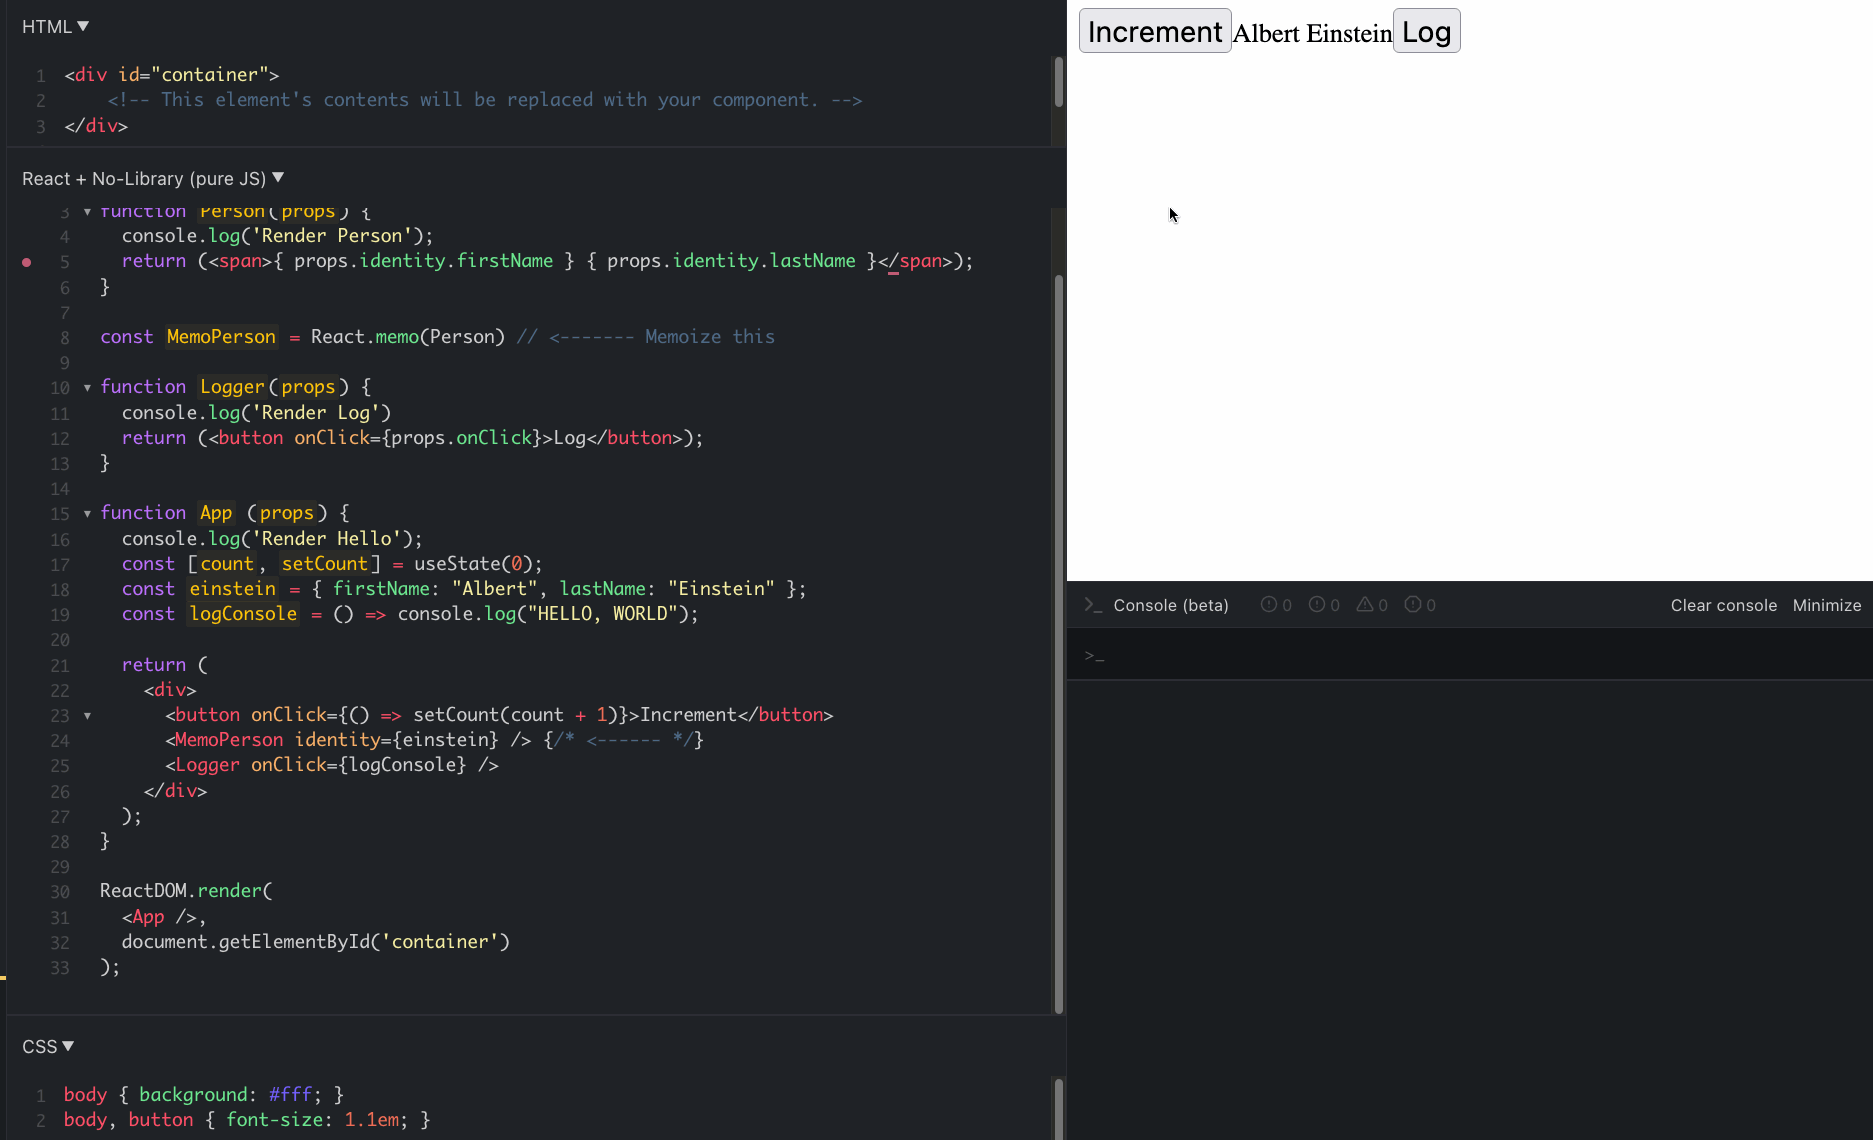 HTML ▼
1 <div id="container">
2     <!-- This element's contents will be replaced with your component. -->
3 </div>
React + No-Library (pure JS) ▼
3 function Person(props) {
4   console.log('Render Person');
5   return (<span>{ props.identity.firstName } { props.identity.lastName }</span>);
6 }
7
8 const MemoPerson = React.memo(Person) // <------- Memoize this
9
10 function Logger(props) {
11   console.log('Render Log')
12   return (<button onClick={props.onClick}>Log</button>);
13 }
14
15 function App (props) {
16   console.log('Render Hello');
17   const [count, setCount] = useState(0);
18   const einstein = { firstName: "Albert", lastName: "Einstein" };
19   const logConsole = () => console.log("HELLO, WORLD");
20
21   return (
22     <div>
23       <button onClick={() => setCount(count + 1)}>Increment</button>
24       <MemoPerson identity={einstein} /> {/* <------ */}
25       <Logger onClick={logConsole} />
26     </div>
27   );
28 }
29
30 ReactDOM.render(
31   <App />,
32   document.getElementById('container')
33 );
CSS ▼
1 body { background: #fff; }
2 body, button { font-size: 1.1em; }
Increment Albert Einstein Log
>_ Console (beta) 0 0 0 0 Clear console Minimize
>_